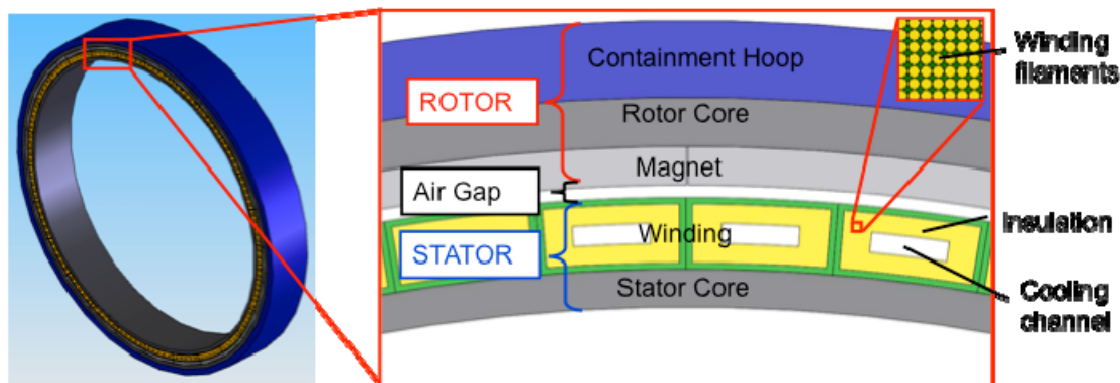 Containment Hoop
Winding
filaments
ROTOR
Rotor Core
Magnet
Air Gap
Insulation
Winding
STATOR
Stator Core
Cooling
channel